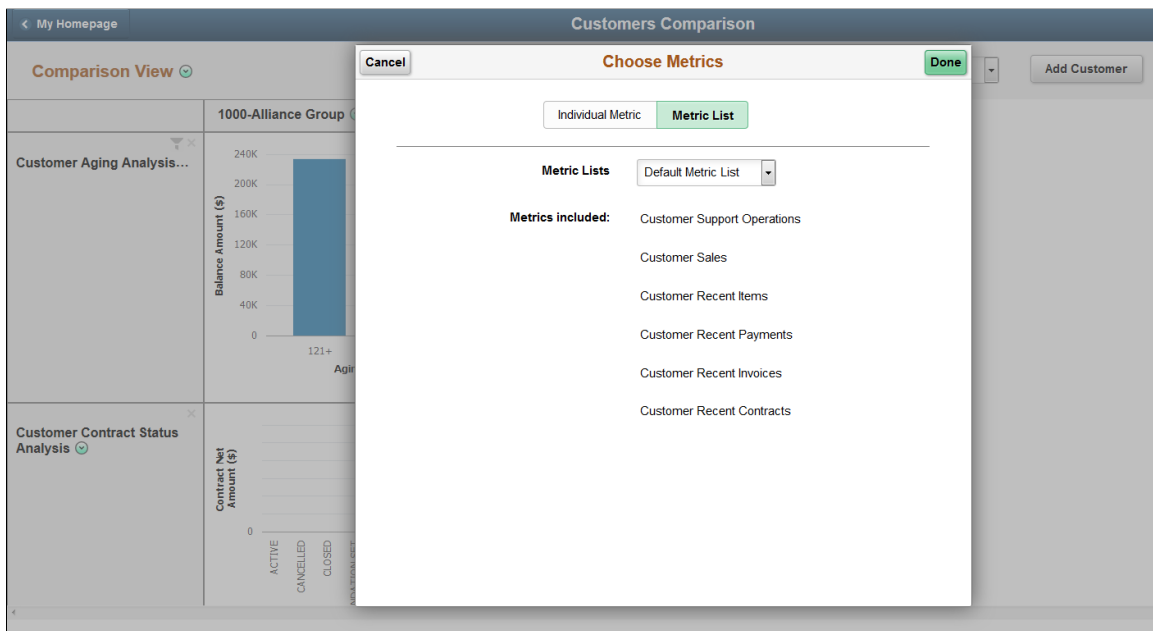 My Homepage
Customers Comparison
Comparison View
Add Customer
Cancel
Choose Metrics
Done
Individual Metric
Metric List
Metric Lists
Default Metric List
Metrics included:
Customer Support Operations
Customer Sales
Customer Recent Items
Customer Recent Payments
Customer Recent Invoices
Customer Recent Contracts
1000-Alliance Group
Customer Aging Analysis...
Balance Amount ($)
240K
200K
160K
120K
80K
40K
0
121+
Customer Contract Status
Analysis
Contract Net
Amount ($)
0
ACTIVE
CANCELLED
CLOSED